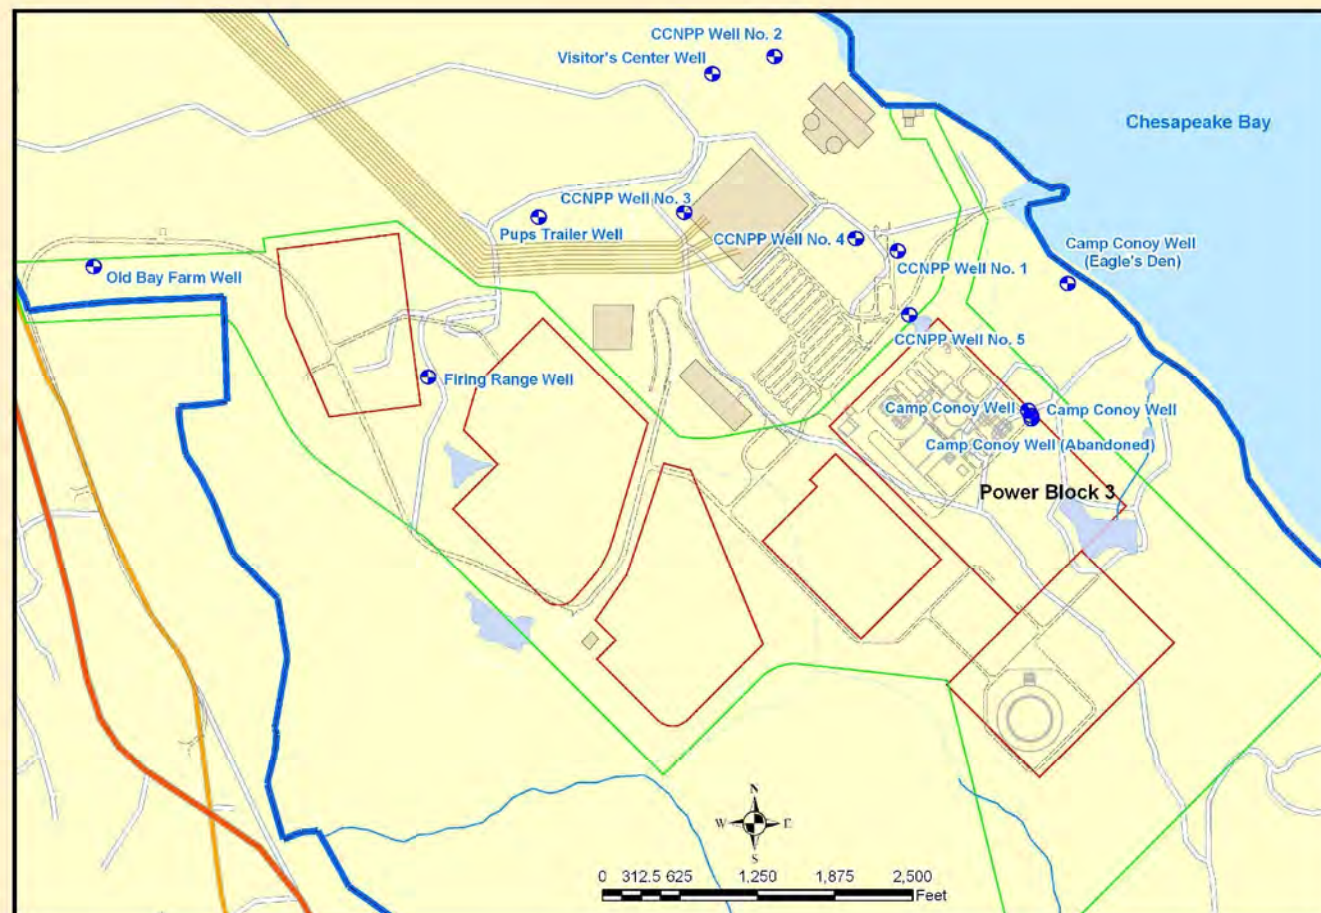 CCNPP Well No. 2
Visitor's Center Well
Chesapeake Bay
CCNPP Well No. 3
Pups Trailer Well
CCNPP Well No. 4
Camp Conoy Well
(Eagle's Den)
CCNPP Well No. 1
Old Bay Farm Well
CCNPP Well No. 5
Firing Range Well
Camp Conoy Well
Camp Conoy Well
Camp Conoy Well (Abandoned)
Power Block 3
N
W
E
S
0 312.5 625 1,250 1,875 2,500
Feet